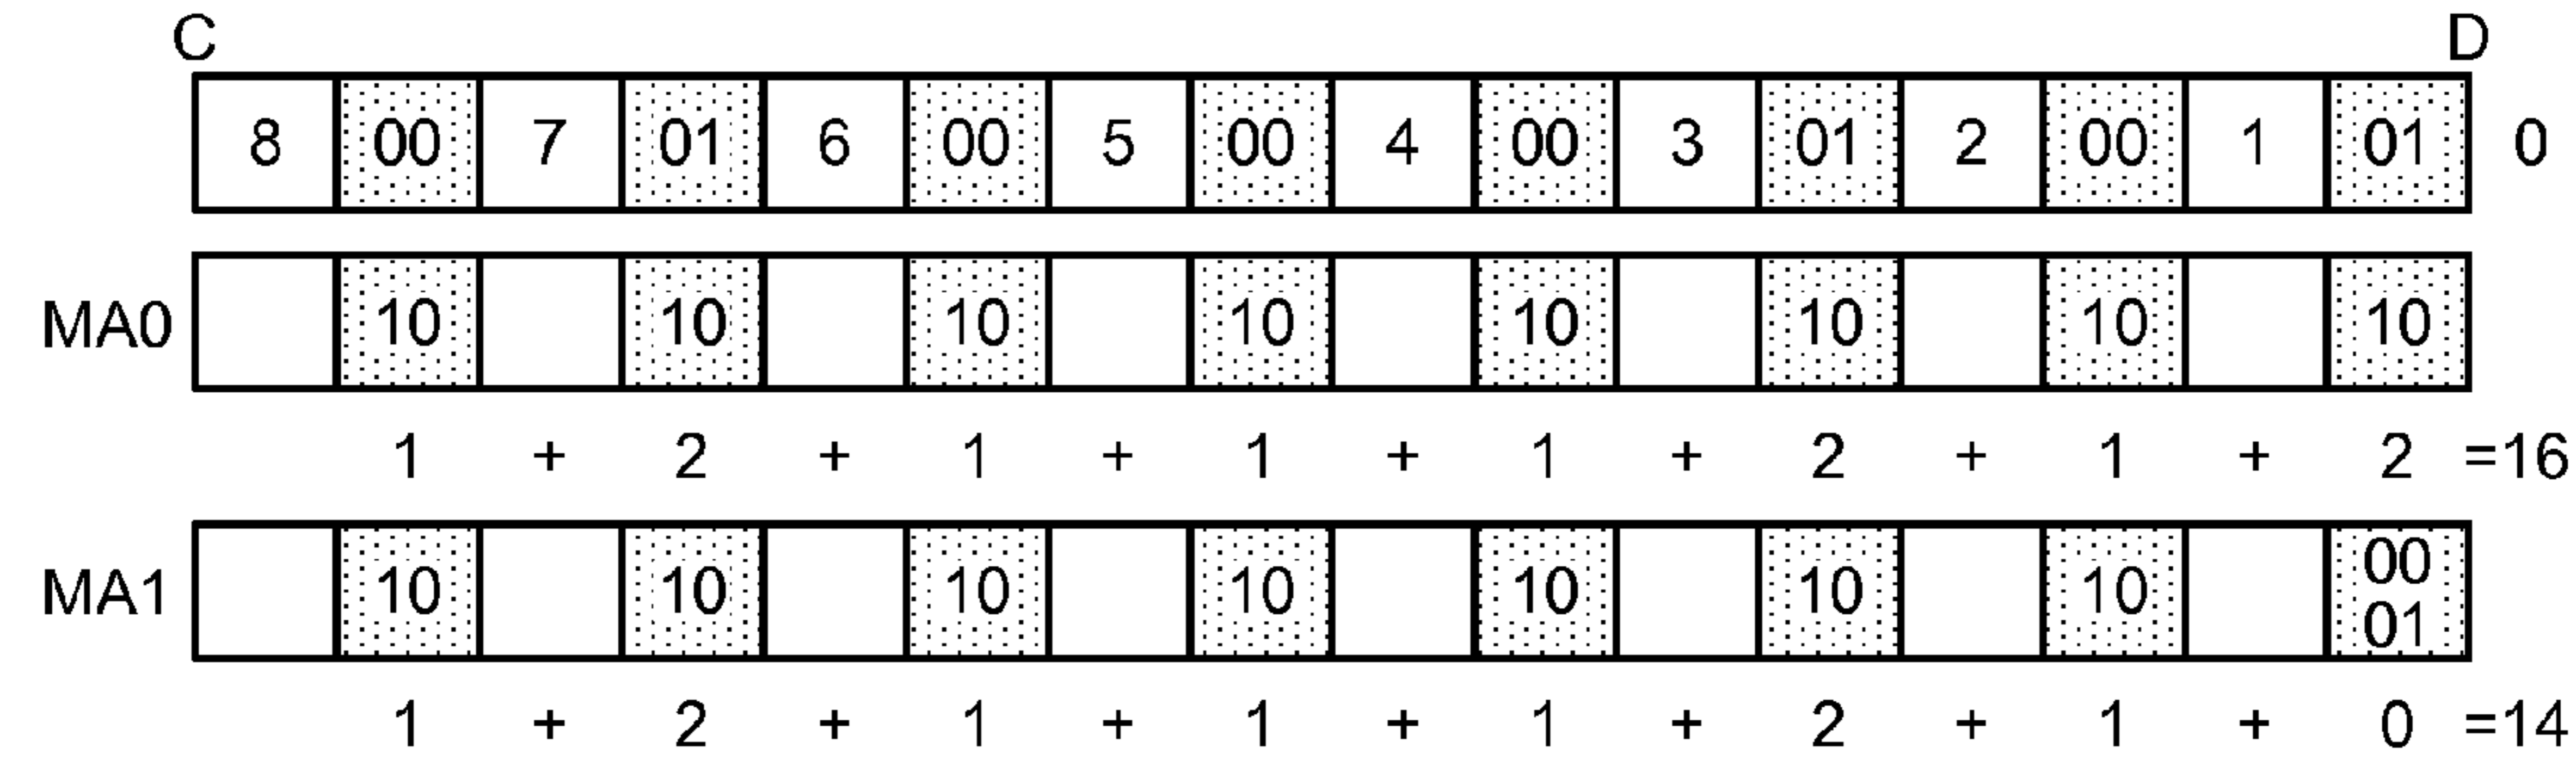 C D
8 00 7 01 6 00 5 00 4 00 3 01 2 00 1 01 0
MA0 10 10 10 10 10 10 10 10
1 + 2 + 1 + 1 + 1 + 2 + 1 + 2 =16
MA1 10 10 10 10 10 10 10 00
01
1 + 2 + 1 + 1 + 1 + 2 + 1 + 0 =14